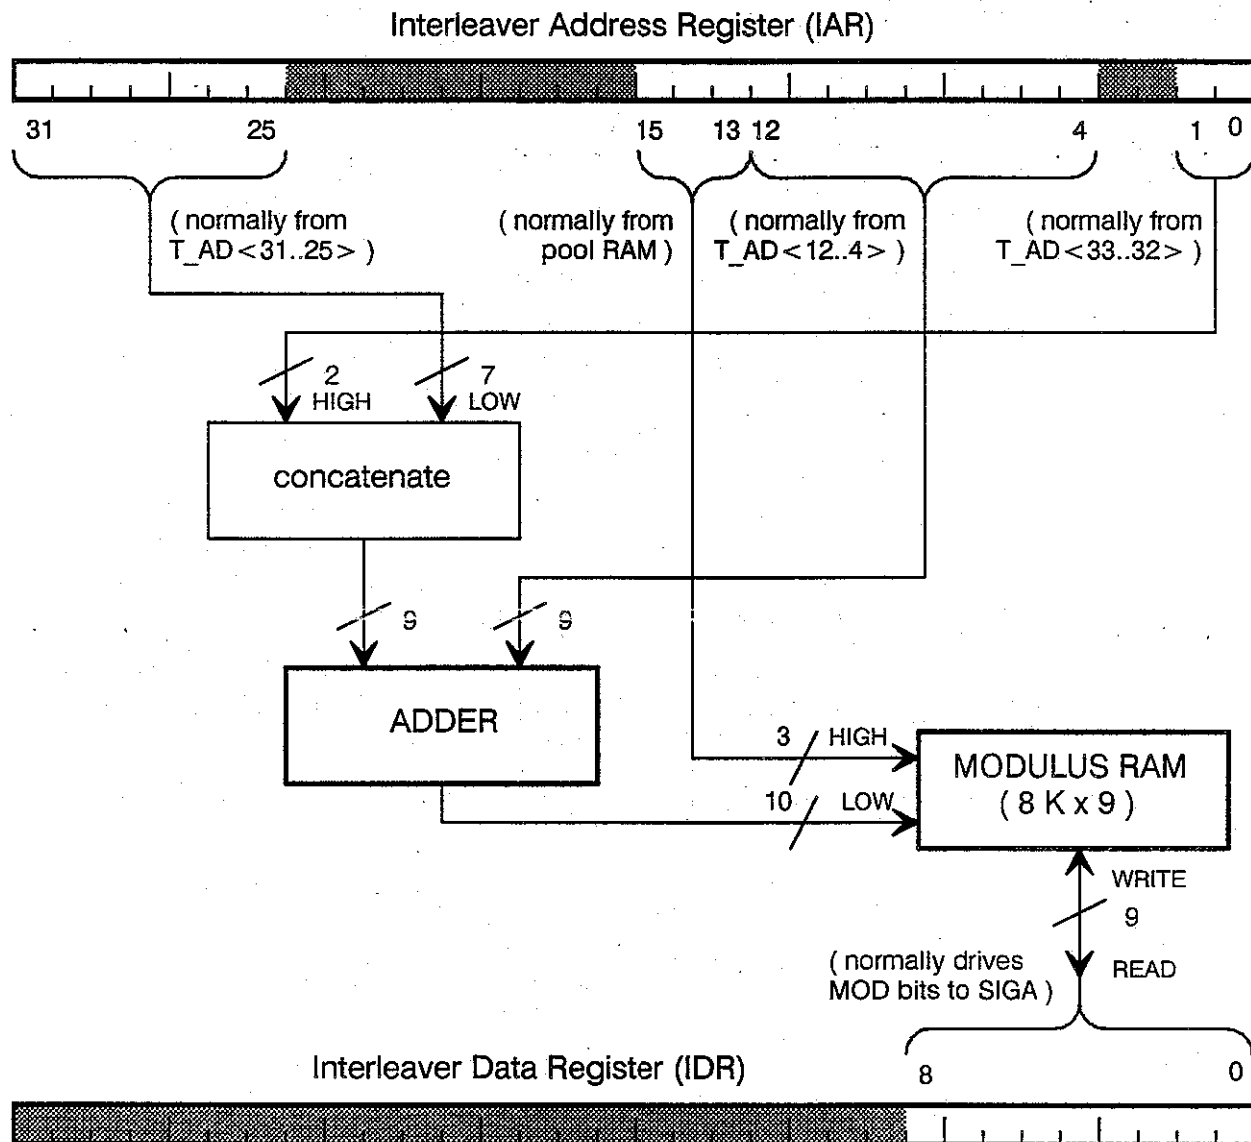 Interleaver Address Register (IAR)
31 25 15 13 12 4 1 0
( normally from
T_AD<31..25> )
( normally from
pool RAM )
( normally from
T_AD<12..4> )
( normally from
T_AD<33..32> )
2
HIGH
7
LOW
concatenate
9 9
ADDER
3 HIGH
10 LOW
MODULUS RAM
( 8 K x 9 )
WRITE
9
READ
( normally drives
MOD bits to SIGA )
Interleaver Data Register (IDR)
8 0